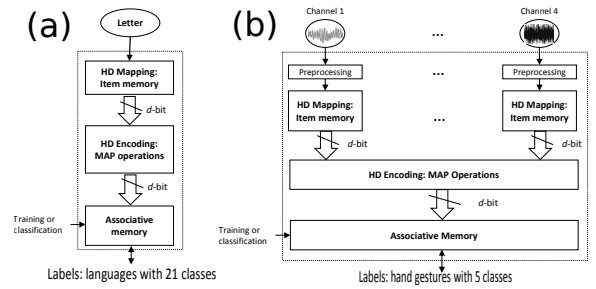 (a)
Letter
HD Mapping:
Item memory
d-bit
HD Encoding:
MAP operations
d-bit
Training or
classification
Associative
memory
Labels: languages with 21 classes
(b)
Channel 1
...
Channel 4
Preprocessing
...
Preprocessing
HD Mapping:
Item memory
...
HD Mapping:
Item memory
d-bit
d-bit
HD Encoding: MAP Operations
d-bit
Training or
classification
Associative Memory
Labels: hand gestures with 5 classes